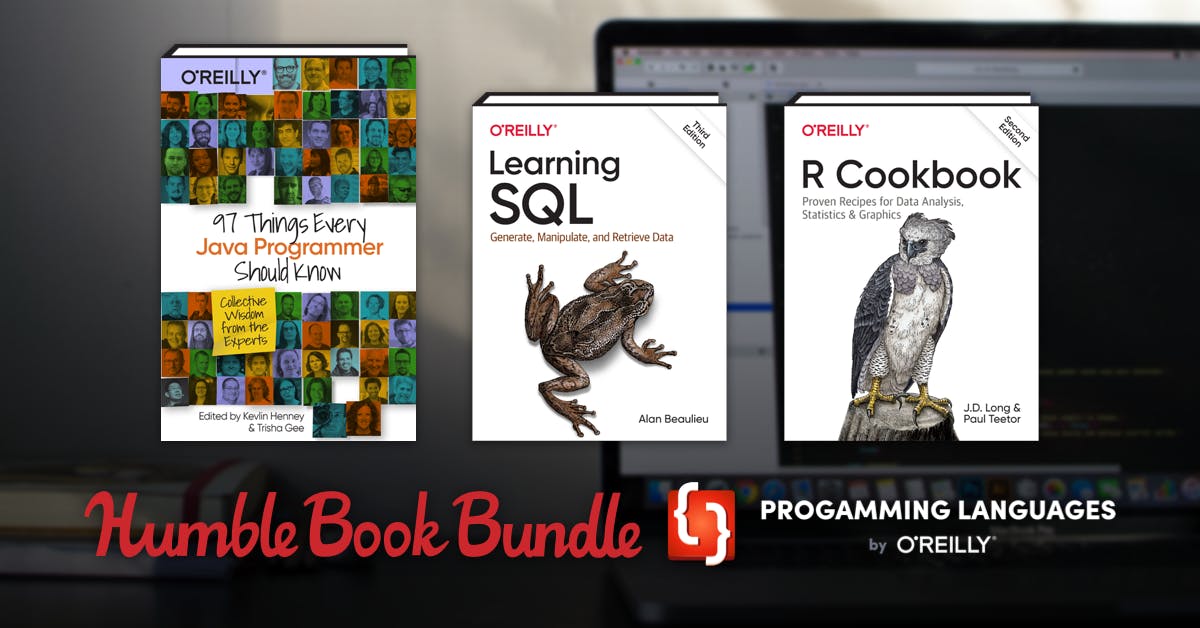 O'REILLY®
97 Things Every
Java Programmer
Should Know
Collective
Wisdom
from the
Experts
Edited by Kevlin Henney
& Trisha Gee
O'REILLY®
Third
Edition
Learning
SQL
Generate, Manipulate, and Retrieve Data
Alan Beaulieu
O'REILLY®
Second
Edition
R Cookbook
Proven Recipes for Data Analysis,
Statistics & Graphics
J.D. Long &
Paul Teetor
Humble Book Bundle
{}
PROGAMMING LANGUAGES
by O'REILLY®